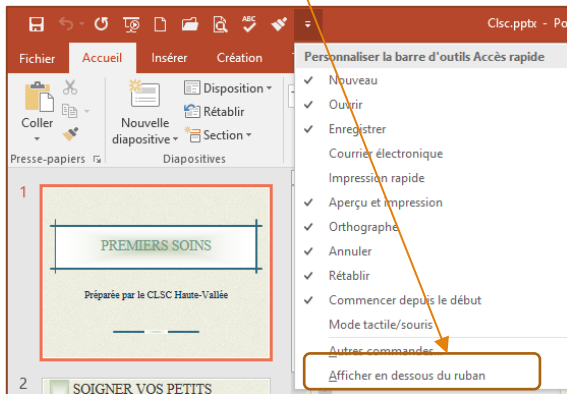 ABC
Clsc.pptx - Po
Fichier Accueil Insérer Création
Coller
Nouvelle diapositive
Disposition
Rétablir
Section
Presse-papiers
Diapositives
1
PREMIERS SOINS
Préparée par le CLSC Haute-Vallée
2
SOIGNER VOS PETITS
Personnaliser la barre d'outils Accès rapide
Nouveau
Ouvrir
Enregistrer
Courrier électronique
Impression rapide
Aperçu et impression
Orthographe
Annuler
Rétablir
Commencer depuis le début
Mode tactile/souris
Autres commandes...
Afficher en dessous du ruban